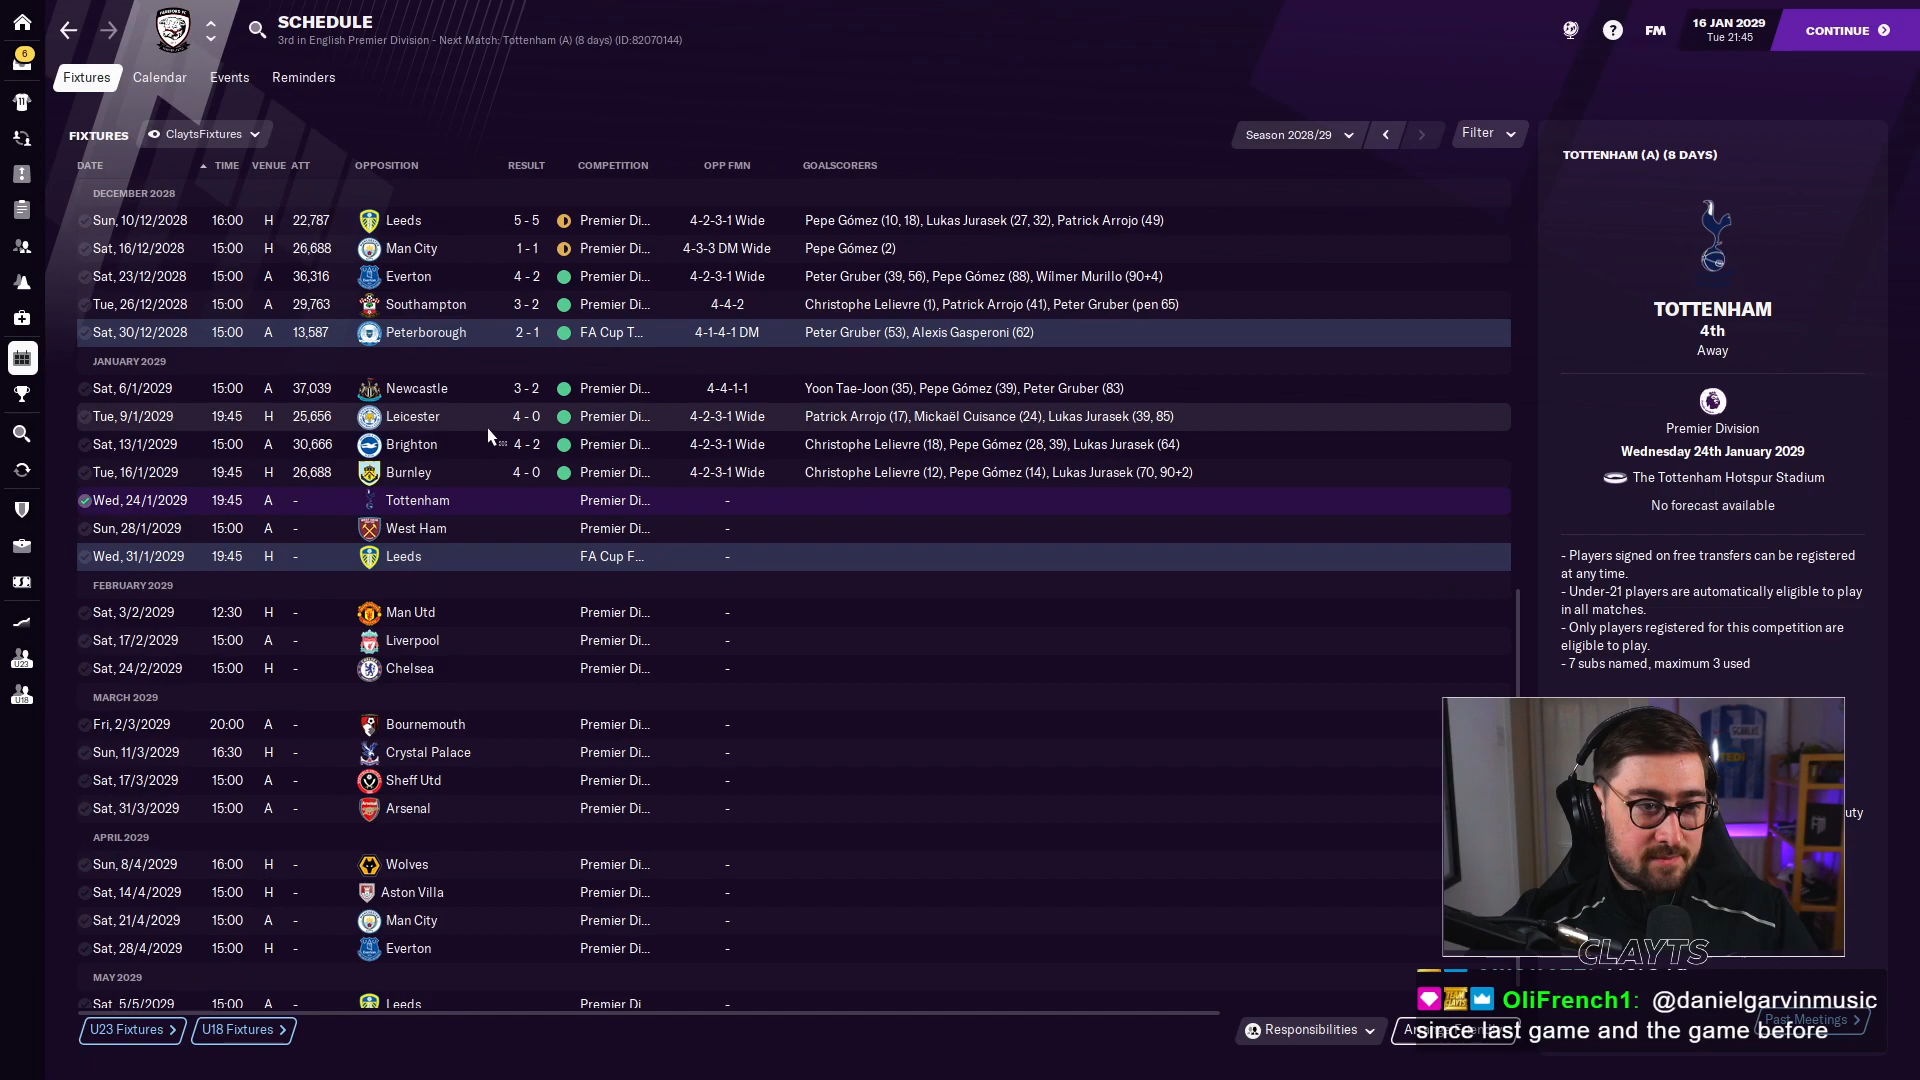 SCHEDULE
3rd in English Premier Division - Next Match: Tottenham (A) (8 days) (ID:82070144)
6
FM
16 JAN 2029
Tue 21:45
CONTINUE
Fixtures Calendar Events Reminders
FIXTURES ClaytsFixtures
Season 2028/29
Filter
DATE TIME VENUE ATT OPPOSITION RESULT COMPETITION OPP FMN GOALSCORERS
DECEMBER 2028
Sun, 10/12/2028 16:00 H 22,787 Leeds 5 - 5 Premier Di... 4-2-3-1 Wide Pepe Gómez (10, 18), Lukas Jurasek (27, 32), Patrick Arrojo (49)
Sat, 16/12/2028 15:00 H 26,688 Man City 1 - 1 Premier Di... 4-3-3 DM Wide Pepe Gómez (2)
Sat, 23/12/2028 15:00 A 36,316 Everton 4 - 2 Premier Di... 4-2-3-1 Wide Peter Gruber (39, 56), Pepe Gómez (88), Wílmer Murillo (90+4)
Tue, 26/12/2028 15:00 A 29,763 Southampton 3 - 2 Premier Di... 4-4-2 Christophe Lelievre (1), Patrick Arrojo (41), Peter Gruber (pen 65)
Sat, 30/12/2028 15:00 A 13,587 Peterborough 2 - 1 FA Cup T... 4-1-4-1 DM Peter Gruber (53), Alexis Gasperoni (62)
JANUARY 2029
Sat, 6/1/2029 15:00 A 37,039 Newcastle 3 - 2 Premier Di... 4-4-1-1 Yoon Tae-Joon (35), Pepe Gómez (39), Peter Gruber (83)
Tue, 9/1/2029 19:45 H 25,656 Leicester 4 - 0 Premier Di... 4-2-3-1 Wide Patrick Arrojo (17), Mickaël Cuisance (24), Lukas Jurasek (39, 85)
Sat, 13/1/2029 15:00 A 30,666 Brighton 4 - 2 Premier Di... 4-2-3-1 Wide Christophe Lelievre (18), Pepe Gómez (28, 39), Lukas Jurasek (64)
Tue, 16/1/2029 19:45 H 26,688 Burnley 4 - 0 Premier Di... 4-2-3-1 Wide Christophe Lelievre (12), Pepe Gómez (14), Lukas Jurasek (70, 90+2)
Wed, 24/1/2029 19:45 A - Tottenham Premier Di... -
Sun, 28/1/2029 15:00 A - West Ham Premier Di... -
Wed, 31/1/2029 19:45 H - Leeds FA Cup F... -
FEBRUARY 2029
Sat, 3/2/2029 12:30 H - Man Utd Premier Di... -
Sat, 17/2/2029 15:00 A - Liverpool Premier Di... -
Sat, 24/2/2029 15:00 H - Chelsea Premier Di... -
MARCH 2029
Fri, 2/3/2029 20:00 A - Bournemouth Premier Di... -
Sun, 11/3/2029 16:30 H - Crystal Palace Premier Di... -
Sat, 17/3/2029 15:00 A - Sheff Utd Premier Di... -
Sat, 31/3/2029 15:00 A - Arsenal Premier Di... -
APRIL 2029
Sun, 8/4/2029 16:00 H - Wolves Premier Di... -
Sat, 14/4/2029 15:00 H - Aston Villa Premier Di... -
Sat, 21/4/2029 15:00 A - Man City Premier Di... -
Sat, 28/4/2029 15:00 H - Everton Premier Di... -
MAY 2029
Sat, 5/5/2029 15:00 A - Leeds Premier Di
U23 Fixtures
U18 Fixtures
Responsibilities
U23
U18
TOTTENHAM (A) (8 DAYS)
TOTTENHAM
4th
Away
Premier Division
Wednesday 24th January 2029
The Tottenham Hotspur Stadium
No forecast available
- Players signed on free transfers can be registered
at any time.
- Under-21 players are automatically eligible to play
in all matches.
- Only players registered for this competition are
eligible to play.
- 7 subs named, maximum 3 used
uty
CLAYTS
OliFrench1: @danielgarvinmusic
since last game and the game before
Past Meetings